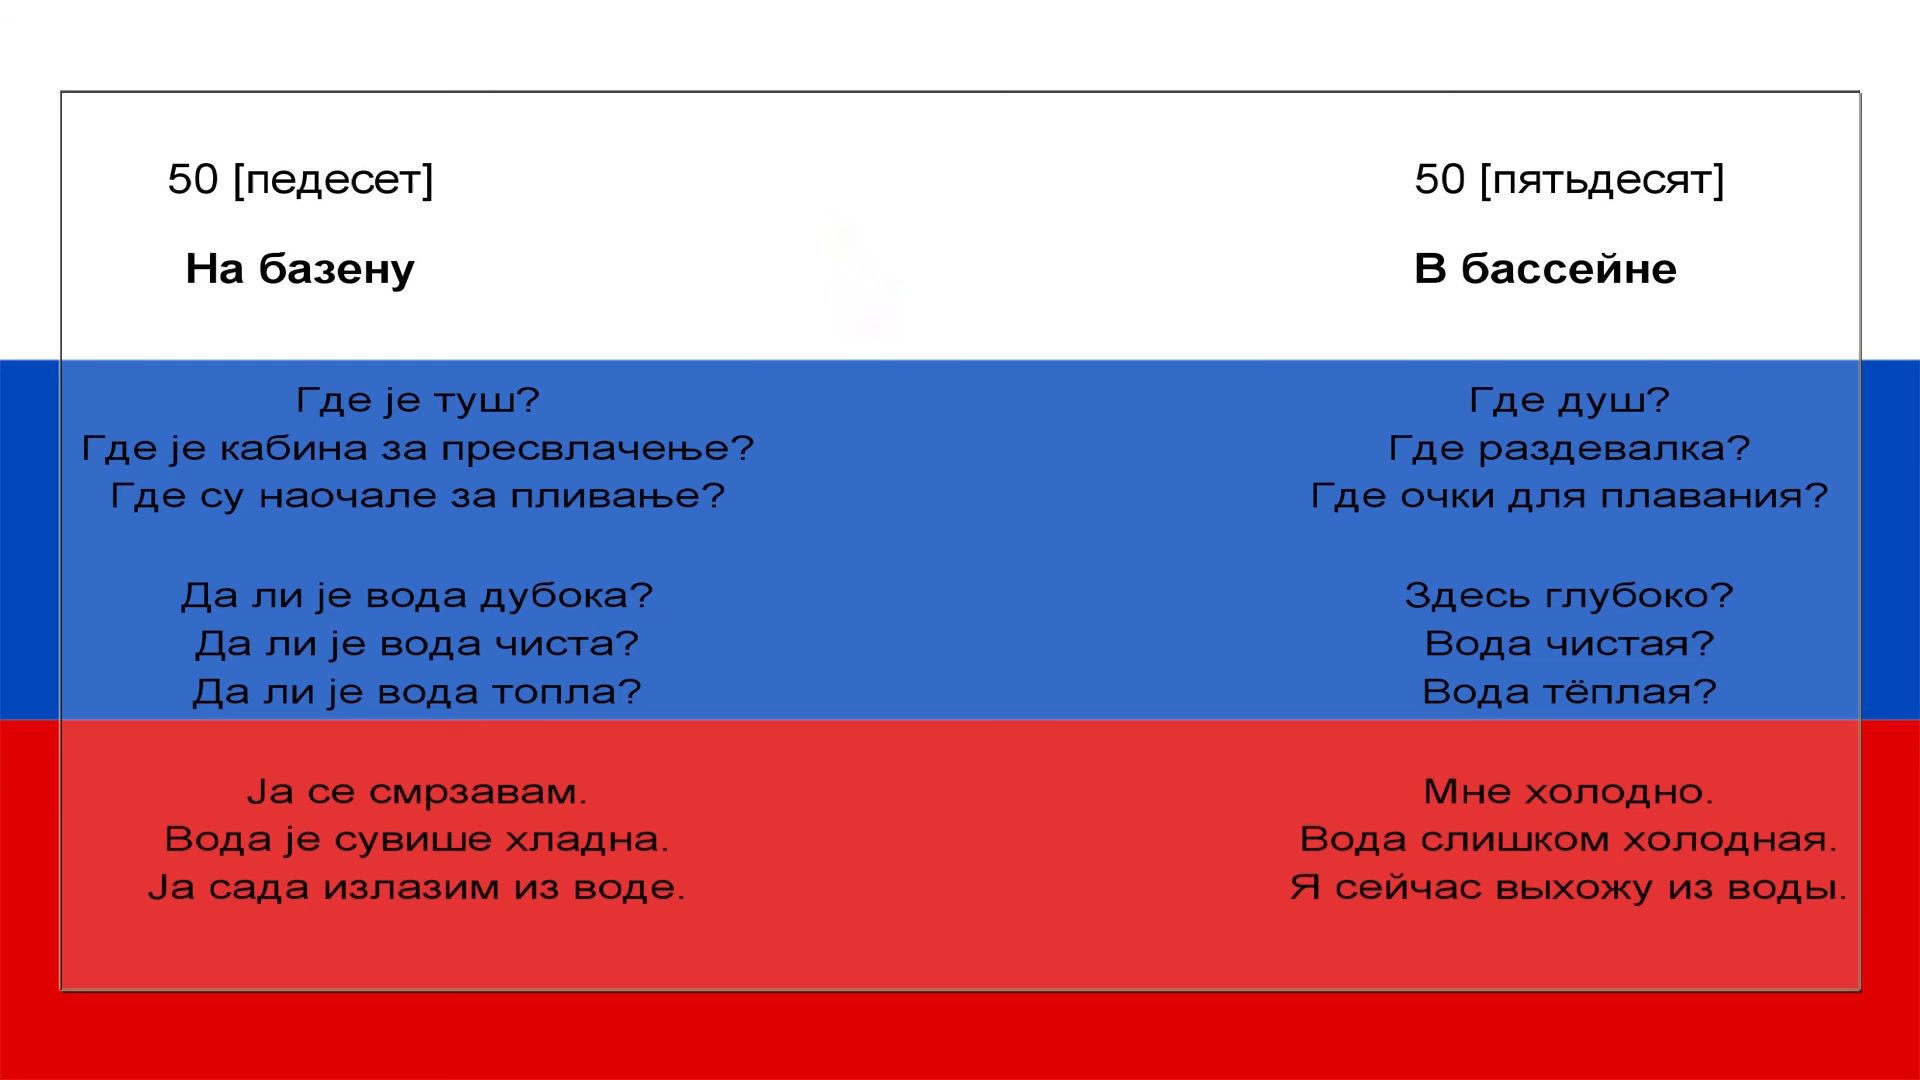 50 [педесет]
На базену
Где је туш?
Где је кабина за пресвлачење?
Где су наочале за пливање?
Да ли је вода дубока?
Да ли је вода чиста?
Да ли је вода топла?
Ја се смрзавам.
Вода је сувише хладна.
Ја сада излазим из воде.
50 [пятьдесят]
В бассейне
Где душ?
Где раздевалка?
Где очки для плавания?
Здесь глубоко?
Вода чистая?
Вода тёплая?
Мне холодно.
Вода слишком холодная.
Я сейчас выхожу из воды.